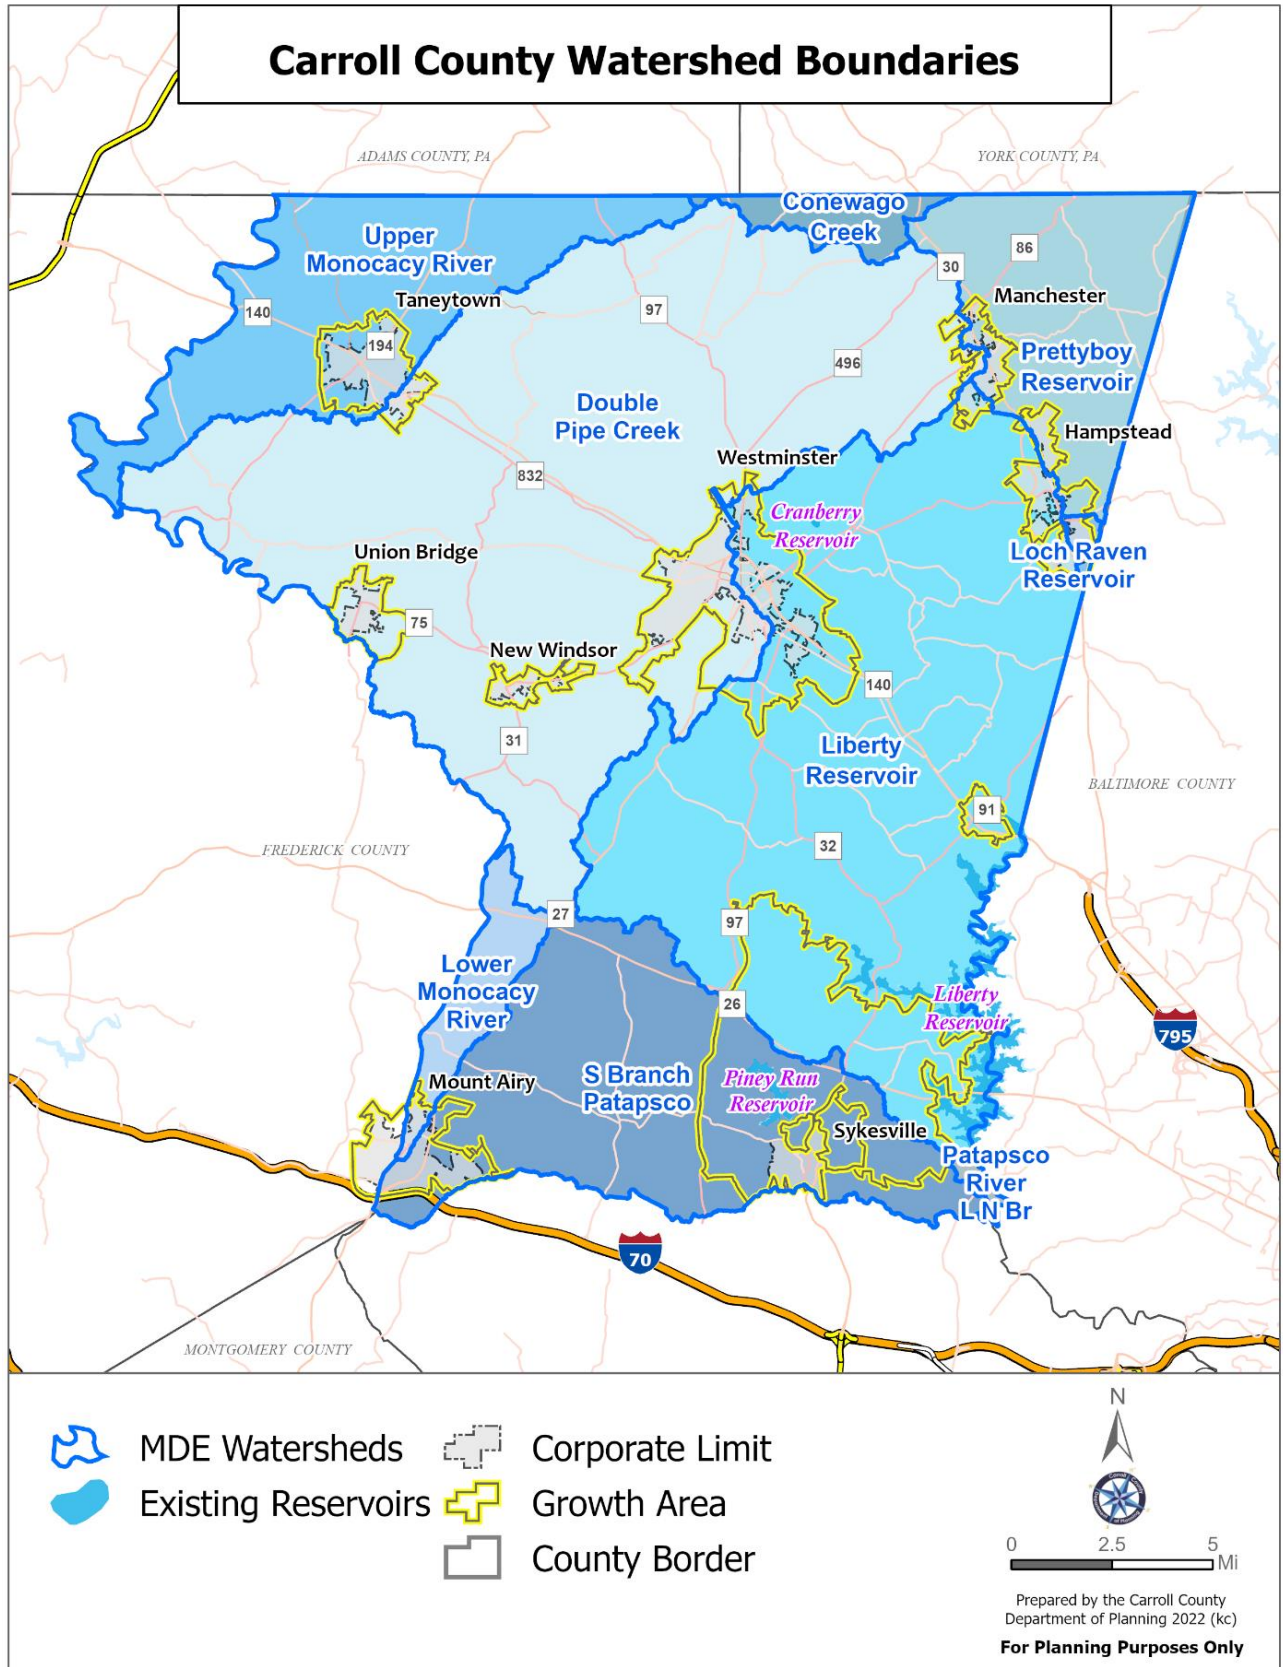 Carroll County Watershed Boundaries
ADAMS COUNTY, PA
YORK COUNTY, PA
Conewago
Creek
Upper
Monocacy River
86
30
Taneytown
Manchester
140
97
194
496
Prettyboy
Reservoir
Double
Pipe Creek
Hampstead
Westminster
832
Cranberry
Reservoir
Union Bridge
Loch Raven
Reservoir
75
New Windsor
140
31
Liberty
Reservoir
BALTIMORE COUNTY
91
32
FREDERICK COUNTY
27
97
Lower
Monocacy
River
26
Liberty
Reservoir
795
Mount Airy
S Branch
Patapsco
Piney Run
Reservoir
Sykesville
Patapsco
River
L N Br
70
MONTGOMERY COUNTY
MDE Watersheds
Existing Reservoirs
Corporate Limit
Growth Area
County Border
N
0 2.5 5
Mi
Prepared by the Carroll County
Department of Planning 2022 (kc)
For Planning Purposes Only